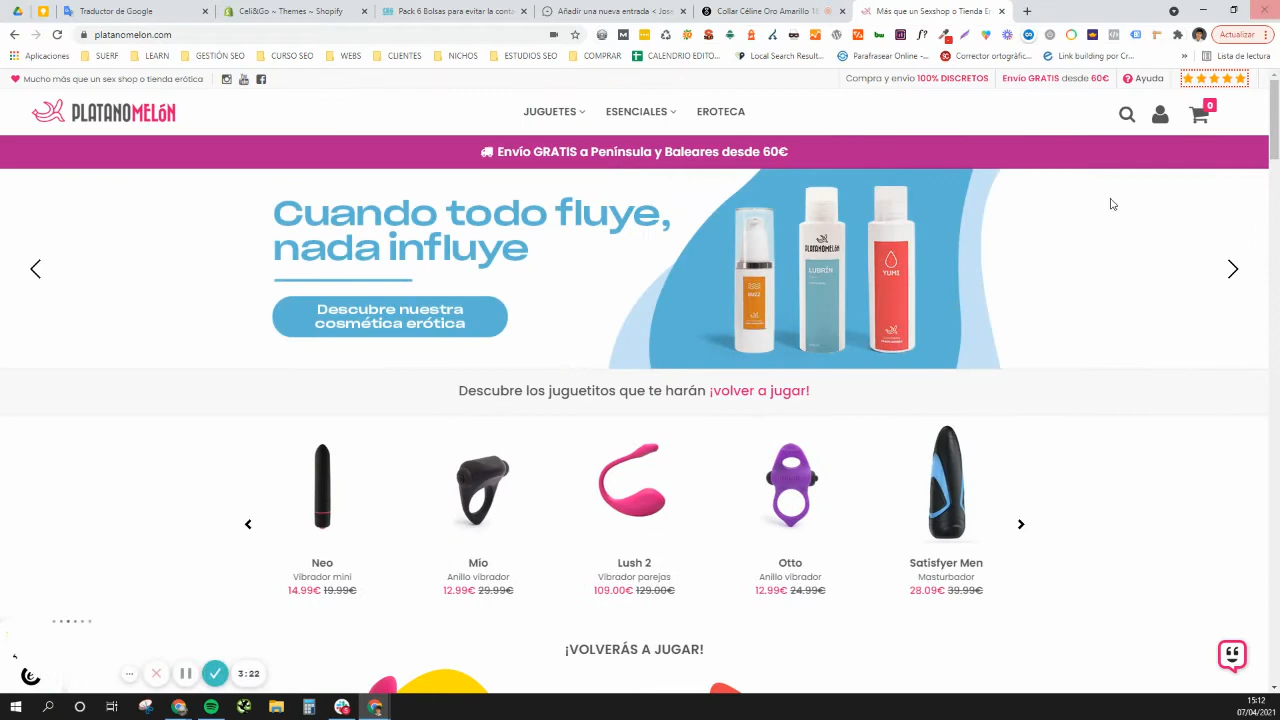 Traductor de Google
Celi&Go ~ Themes ~ Shopify
Pack 6 Bolsas para evitar la conta
Añadir una nueva entrada < Jose
Collar Céline Oro Amarillo 18
Más que un Sexshop o Tienda E
platanomelon.com
Actualizar
Aplicaciones
SUERF
LEGAL
GESTIÓN SEO
CURSO SEO
WEBS
CLIENTES
NICHOS
ESTUDIOS SEO
COMPRAR
CALENDARIO EDITO...
Local Search Result...
Parafrasear Online -...
Corrector ortográfic...
Link building por Cr...
Lista de lectura
Mucho más que un sex shop o tienda erótica
Compra y envio 100% DISCRETOS
Envío GRATIS desde 60€
Ayuda
PLATANOMELÓN
JUGUETES
ESENCIALES
EROTECA
0
Envío GRATIS a Península y Baleares desde 60€
Cuando todo fluye,
nada influye
Descubre nuestra
cosmética erótica
PLATANOMELÓN
LUBRÍN
YUMI
Descubre los juguetitos que te harán ¡volver a jugar!
Neo
Vibrador mini
14.99€ 19.99€
Mío
Anillo vibrador
12.99€ 29.99€
Lush 2
Vibrador parejas
109.00€ 129.00€
Otto
Anillo vibrador
12.99€ 24.99€
Satisfyer Men
Masturbador
28.09€ 39.99€
¡VOLVERÁS A JUGAR!
3:22
15:12
07/04/2021